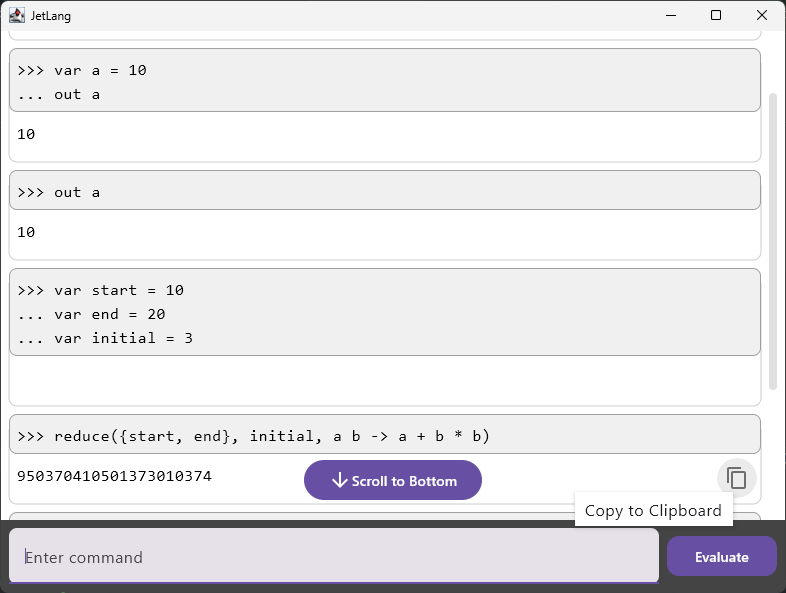 JetLang
>>> var a = 10
... out a
10
>>> out a
10
>>> var start = 10
... var end = 20
... var initial = 3
>>> reduce({start, end}, initial, a b -> a + b * b)
950370410501373010374
Scroll to Bottom
Copy to Clipboard
Enter command
Evaluate